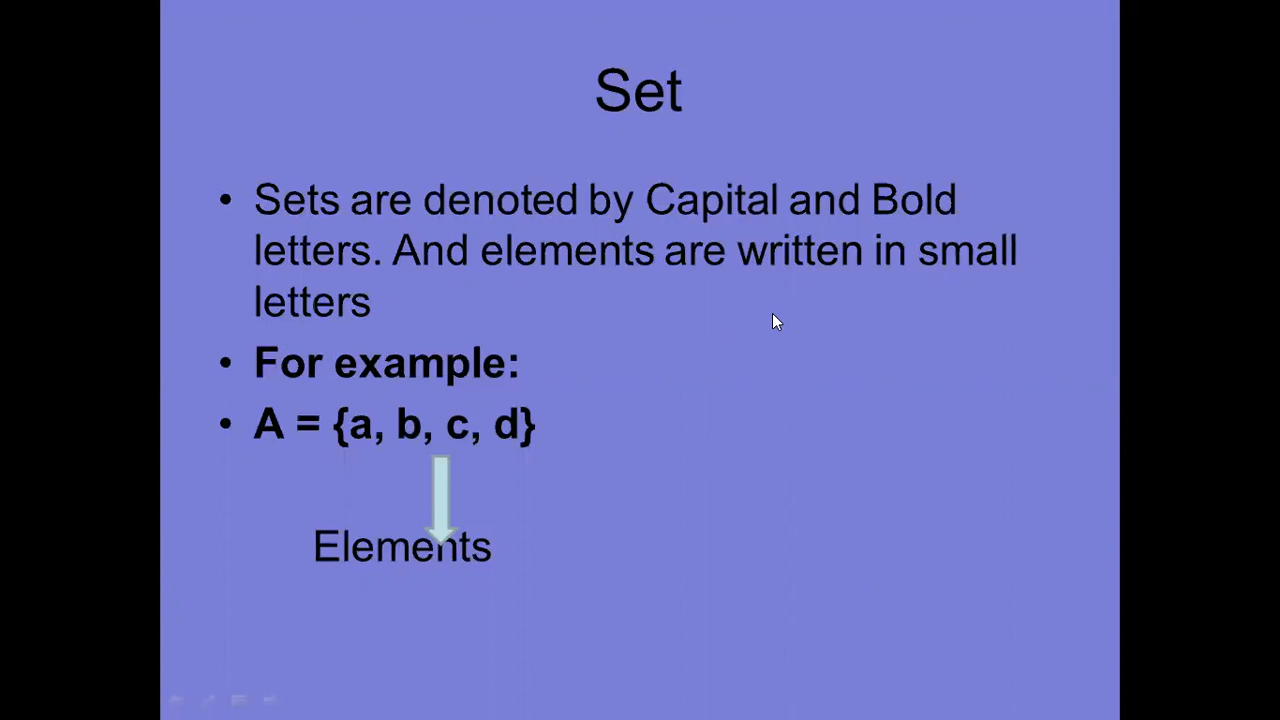 Set
• Sets are denoted by Capital and Bold
letters. And elements are written in small
letters
• For example:
• A = {a, b, c, d}
Elements